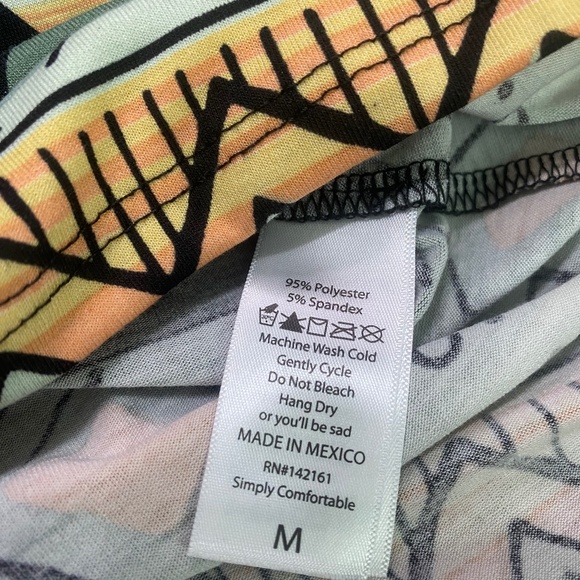 95% Polyester
5% Spandex
Machine Wash Cold
Gently Cycle
Do Not Bleach
Hang Dry
or you'll be sad
MADE IN MEXICO
RN#142161
Simply Comfortable
M